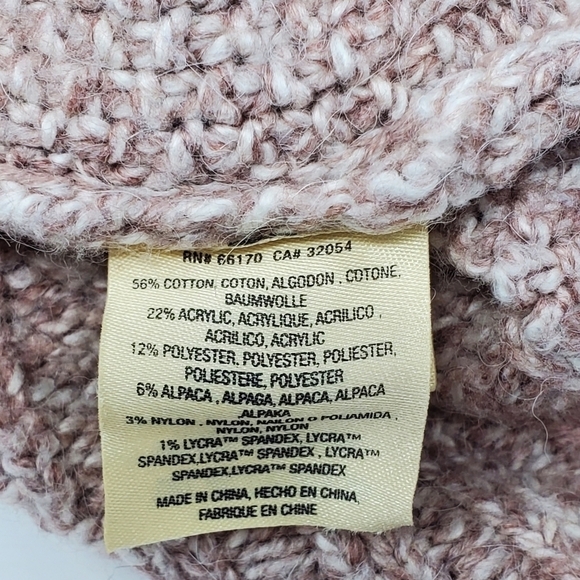 RN# 66170 CA# 32054
56% COTTON, COTON, ALGODON , COTONE,
BAUMWOLLE
22% ACRYLIC, ACRYLIQUE, ACRILICO ,
ACRILICO, ACRYLIC
12% POLYESTER, POLYESTER, POLIESTER,
POLIESTERE, POLYESTER
6% ALPACA , ALPAGA, ALPACA, ALPACA
ALPAKA
3% NYLON , NYLON, NAILON O POLIAMIDA ,
NYLON, NYLON
1% LYCRA™ SPANDEX, LYCRA™
SPANDEX,LYCRA™ SPANDEX , LYCRA™
SPANDEX,LYCRA™ SPANDEX
MADE IN CHINA, HECHO EN CHINA,
FABRIQUE EN CHINE